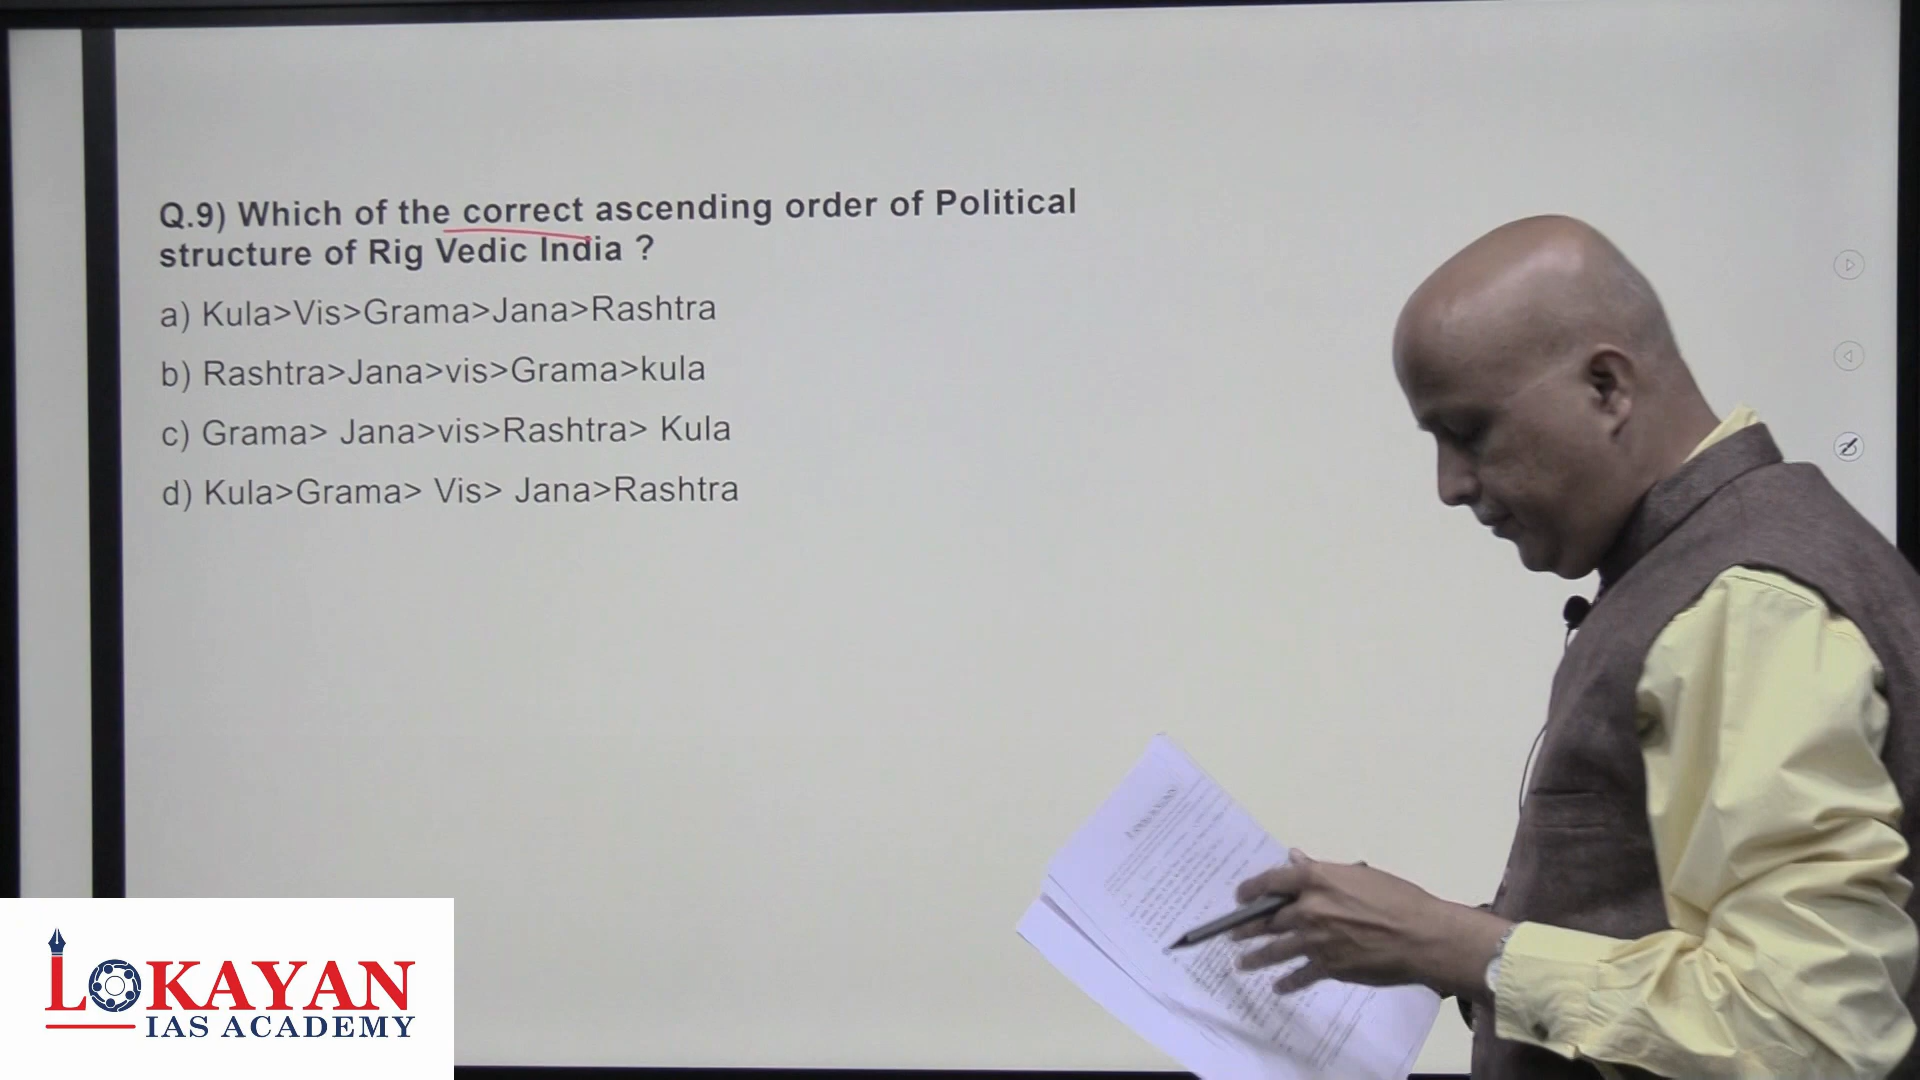 Q.9) Which of the correct ascending order of Political
structure of Rig Vedic India ?
a) Kula>Vis>Grama>Jana>Rashtra
b) Rashtra>Jana>vis>Grama>kula
c) Grama> Jana>vis>Rashtra> Kula
d) Kula>Grama> Vis> Jana>Rashtra
LOKAYAN
IAS ACADEMY